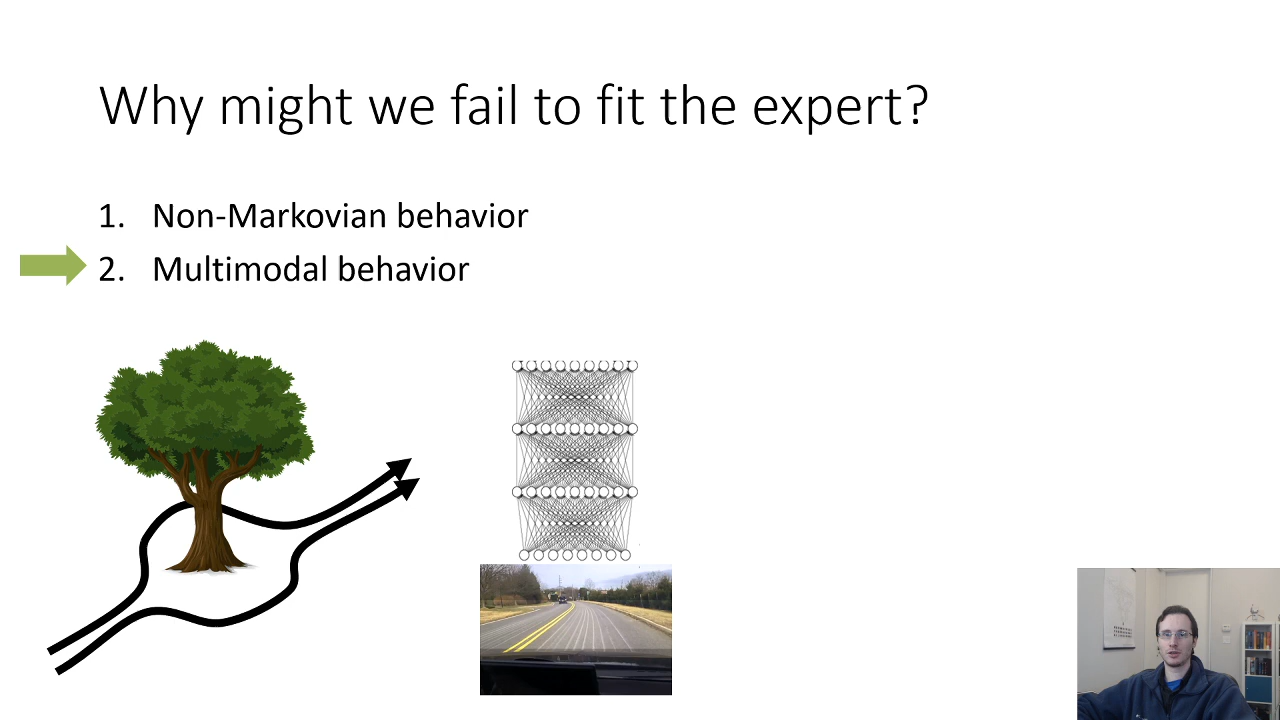 Why might we fail to fit the expert?
1. Non-Markovian behavior
2. Multimodal behavior